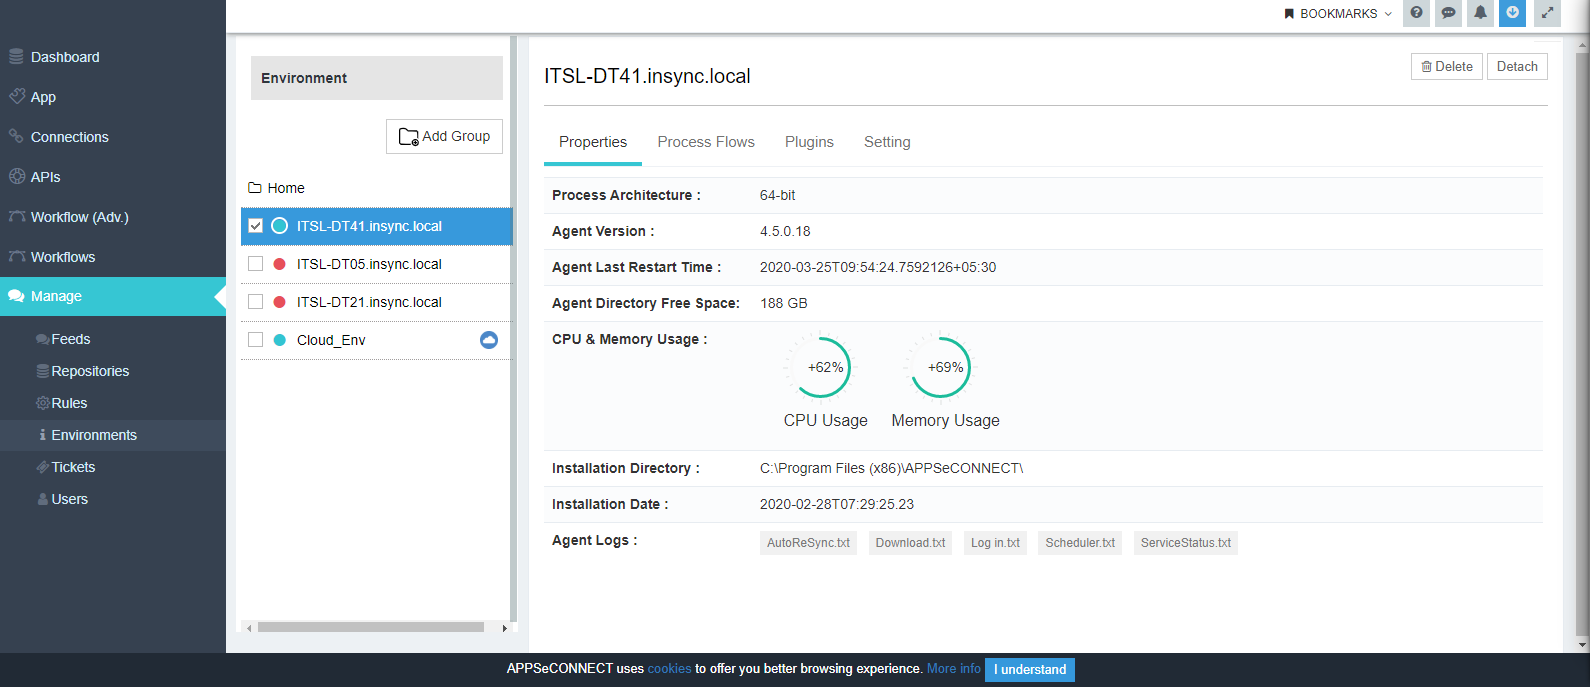 BOOKMARKS
Dashboard
App
Connections
APIs
Workflow (Adv.)
Workflows
Manage
Feeds
Repositories
Rules
Environments
Tickets
Users
Environment
Add Group
Home
ITSL-DT41.insync.local
ITSL-DT05.insync.local
ITSL-DT21.insync.local
Cloud_Env
ITSL-DT41.insync.local
Delete Detach
Properties Process Flows Plugins Setting
Process Architecture : 64-bit
Agent Version : 4.5.0.18
Agent Last Restart Time : 2020-03-25T09:54:24.7592126+05:30
Agent Directory Free Space: 188 GB
CPU & Memory Usage :
+62% +69%
CPU Usage Memory Usage
Installation Directory : C:\Program Files (x86)\APPSeCONNECT\
Installation Date : 2020-02-28T07:29:25.23
Agent Logs : AutoReSync.txt Download.txt Log in.txt Scheduler.txt ServiceStatus.txt
APPSeCONNECT uses cookies to offer you better browsing experience. More info I understand